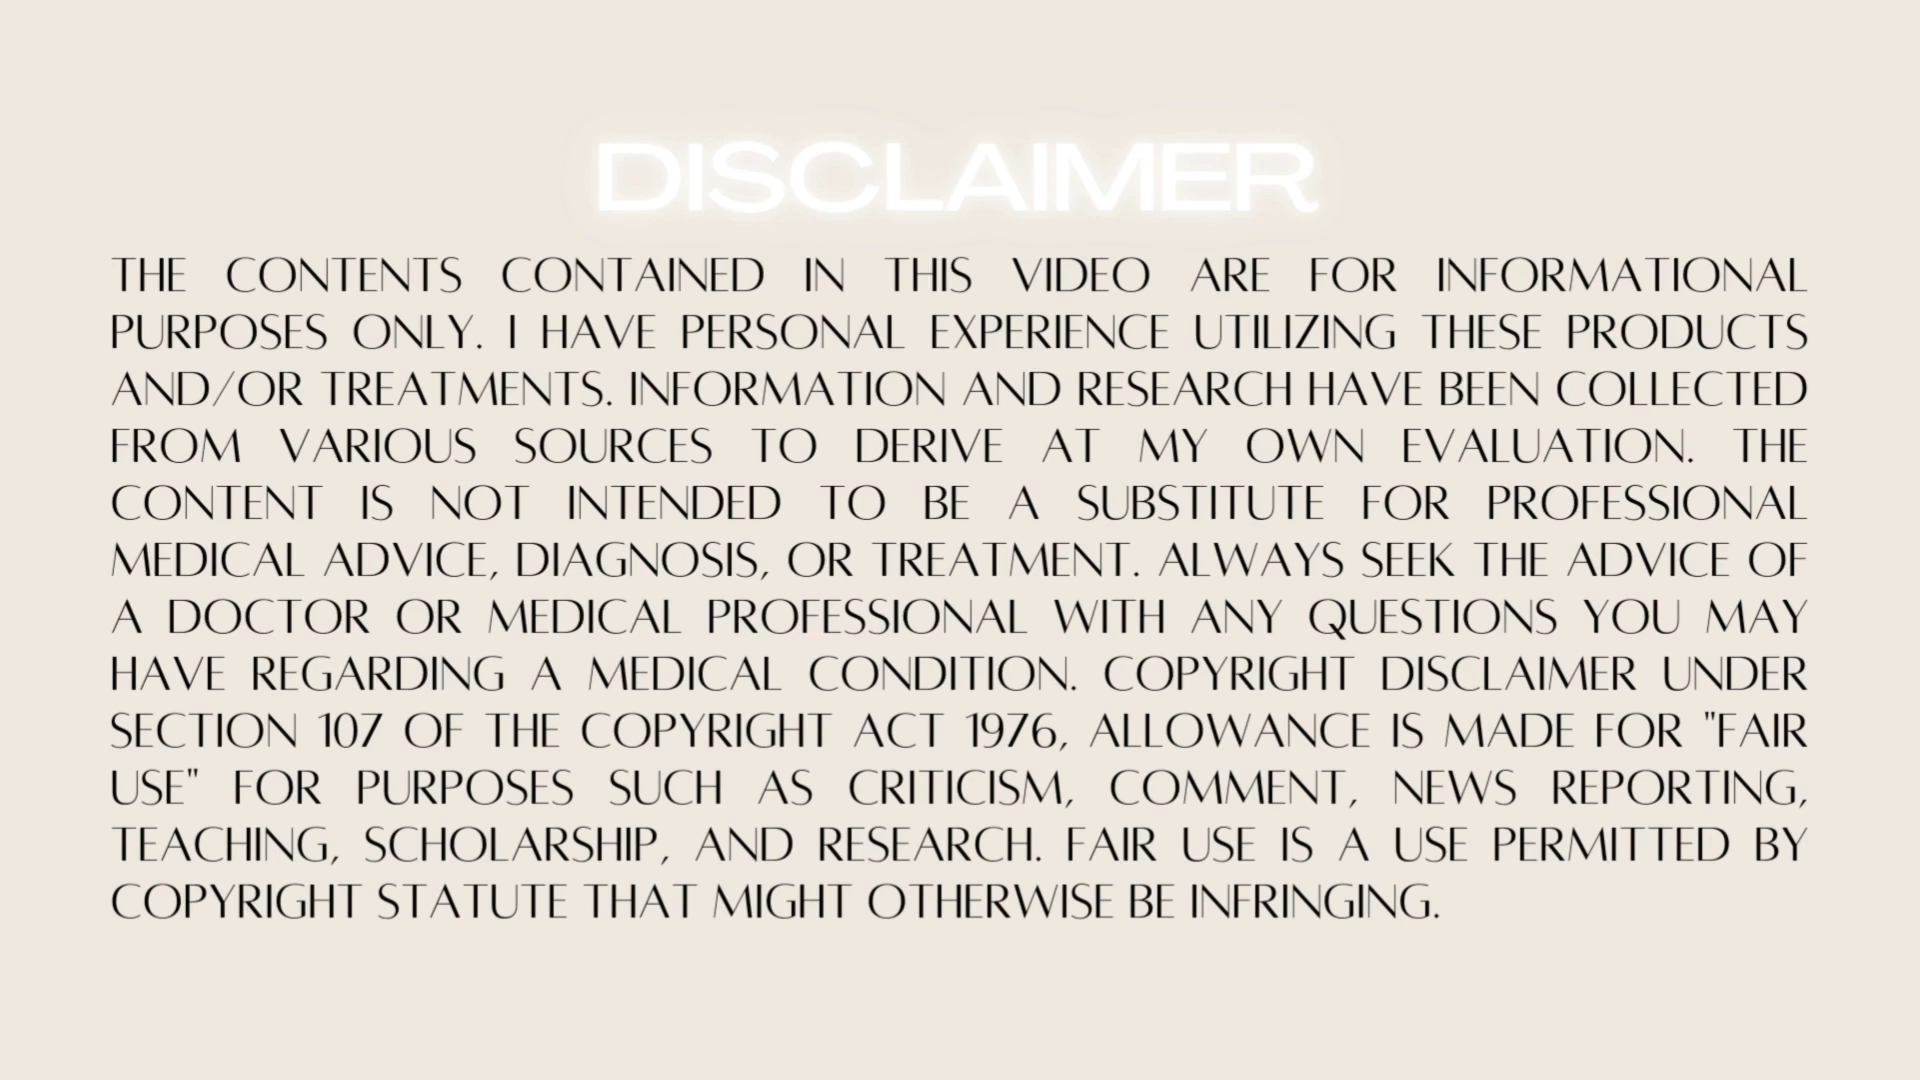 DISCLAIMER
THE CONTENTS CONTAINED IN THIS VIDEO ARE FOR INFORMATIONAL
PURPOSES ONLY. I HAVE PERSONAL EXPERIENCE UTILIZING THESE PRODUCTS
AND/OR TREATMENTS. INFORMATION AND RESEARCH HAVE BEEN COLLECTED
FROM VARIOUS SOURCES TO DERIVE AT MY OWN EVALUATION. THE
CONTENT IS NOT INTENDED TO BE A SUBSTITUTE FOR PROFESSIONAL
MEDICAL ADVICE, DIAGNOSIS, OR TREATMENT. ALWAYS SEEK THE ADVICE OF
A DOCTOR OR MEDICAL PROFESSIONAL WITH ANY QUESTIONS YOU MAY
HAVE REGARDING A MEDICAL CONDITION. COPYRIGHT DISCLAIMER UNDER
SECTION 107 OF THE COPYRIGHT ACT 1976, ALLOWANCE IS MADE FOR "FAIR
USE" FOR PURPOSES SUCH AS CRITICISM, COMMENT, NEWS REPORTING,
TEACHING, SCHOLARSHIP, AND RESEARCH. FAIR USE IS A USE PERMITTED BY
COPYRIGHT STATUTE THAT MIGHT OTHERWISE BE INFRINGING.